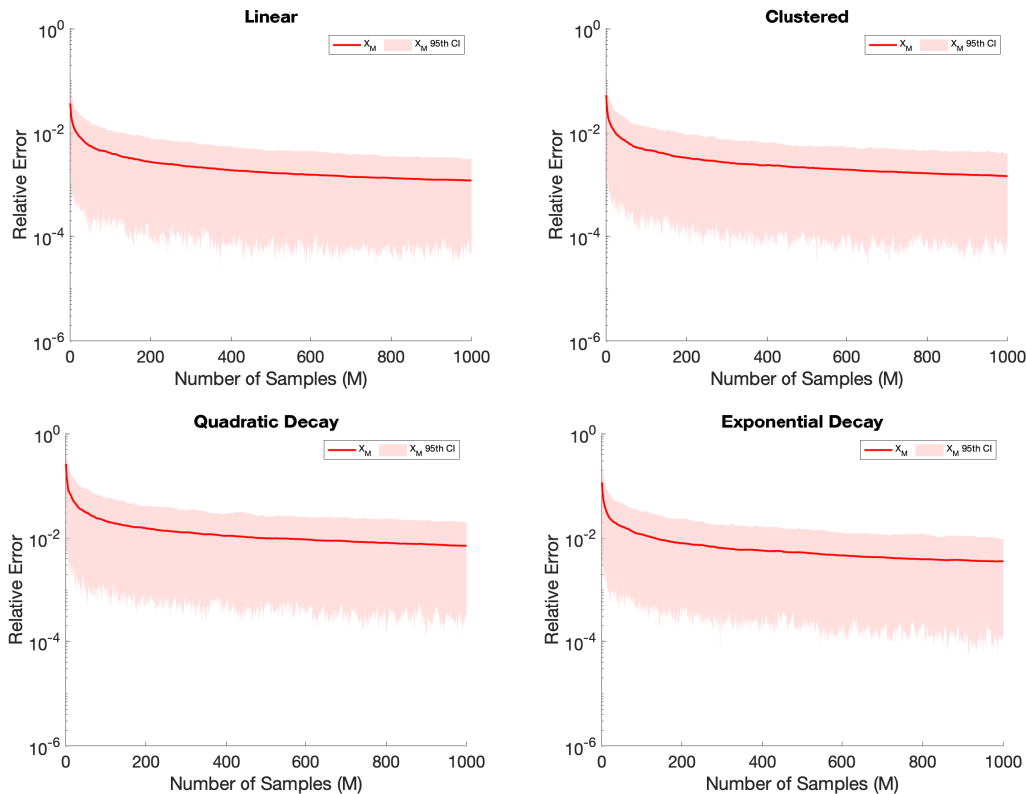 Linear
10^0
X_M X_M 95th CI
10^-2
Relative Error
10^-4
10^-6
0 200 400 600 800 1000
Number of Samples (M)
Clustered
10^0
X_M X_M 95th CI
10^-2
Relative Error
10^-4
10^-6
0 200 400 600 800 1000
Number of Samples (M)
Quadratic Decay
10^0
X_M X_M 95th CI
10^-2
Relative Error
10^-4
10^-6
0 200 400 600 800 1000
Number of Samples (M)
Exponential Decay
10^0
X_M X_M 95th CI
10^-2
Relative Error
10^-4
10^-6
0 200 400 600 800 1000
Number of Samples (M)